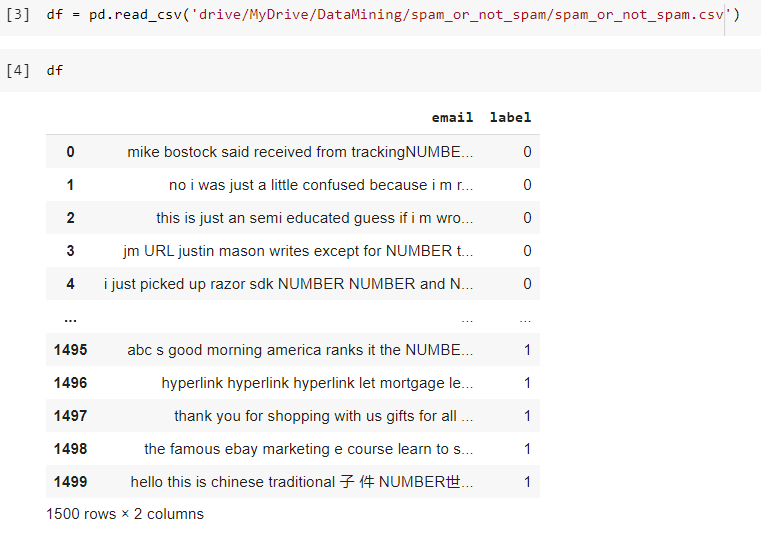 [3] df = pd.read_csv('drive/MyDrive/DataMining/spam_or_not_spam/spam_or_not_spam.csv')
[4] df
email label
0 mike bostock said received from trackingNUMBE... 0
1 no i was just a little confused because i m r... 0
2 this is just an semi educated guess if i m wro... 0
3 jm URL justin mason writes except for NUMBER t... 0
4 i just picked up razor sdk NUMBER NUMBER and N... 0
... ... ...
1495 abc s good morning america ranks it the NUMBE... 1
1496 hyperlink hyperlink hyperlink let mortgage le... 1
1497 thank you for shopping with us gifts for all ... 1
1498 the famous ebay marketing e course learn to s... 1
1499 hello this is chinese traditional 子 件 NUMBER世... 1
1500 rows × 2 columns